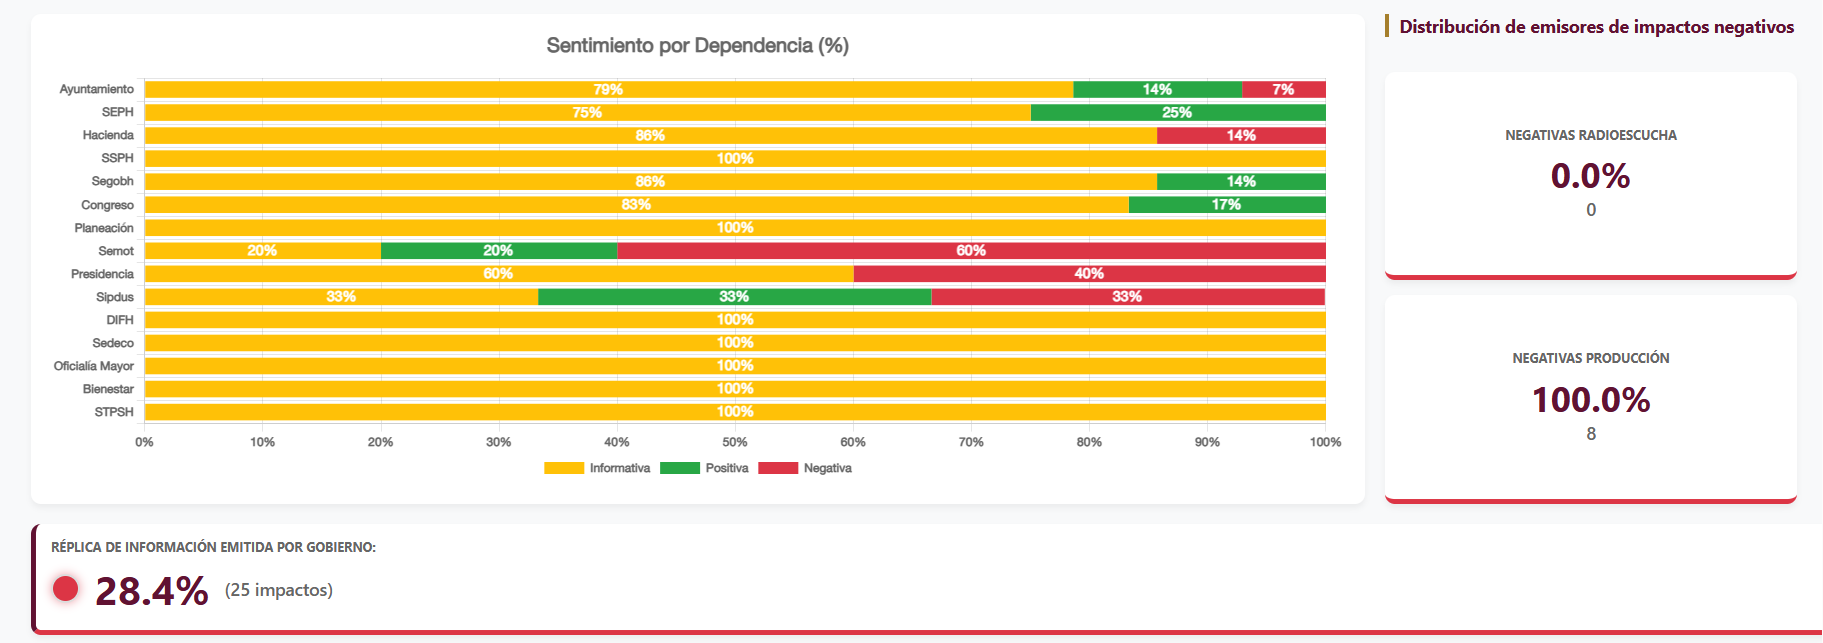 Sentimiento por Dependencia (%)
Ayuntamiento 79% 14% 7%
SEPH 75% 25%
Hacienda 86% 14%
SSPH 100%
Segobh 86% 14%
Congreso 83% 17%
Planeación 100%
Semot 20% 20% 60%
Presidencia 60% 40%
Sipdus 33% 33% 33%
DIFH 100%
Sedeco 100%
Oficialía Mayor 100%
Bienestar 100%
STPSH 100%
0% 10% 20% 30% 40% 50% 60% 70% 80% 90% 100%
Informativa Positiva Negativa
Distribución de emisores de impactos negativos
NEGATIVAS RADIOESCUCHA
0.0%
0
NEGATIVAS PRODUCCIÓN
100.0%
8
RÉPLICA DE INFORMACIÓN EMITIDA POR GOBIERNO:
28.4% (25 impactos)